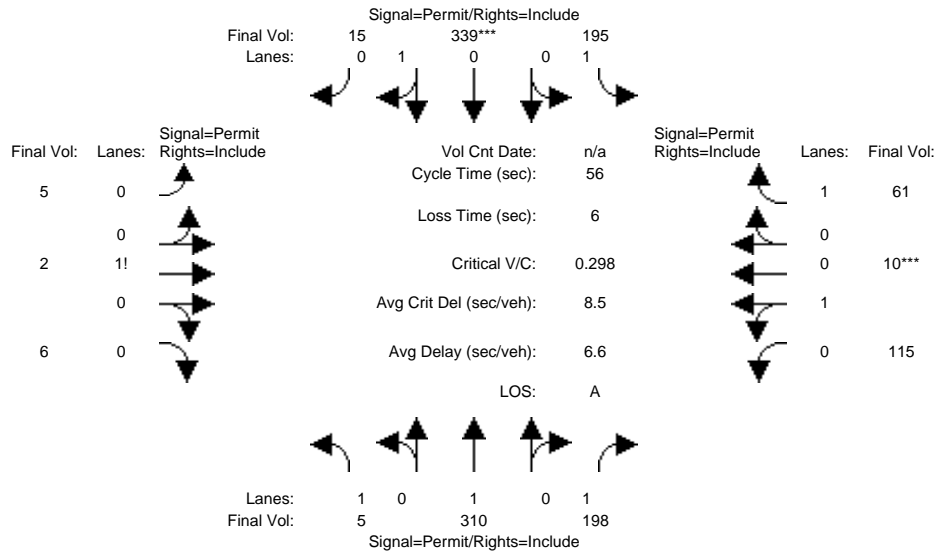 Signal=Permit/Rights=Include
Final Vol: 15 339*** 195
Lanes: 0 1 0 0 1
Signal=Permit
Final Vol: Lanes: Rights=Include
Vol Cnt Date: n/a
Signal=Permit
Rights=Include Lanes: Final Vol:
5 0
Cycle Time (sec): 56
1 61
0
Loss Time (sec): 6
0
2 1!
Critical V/C: 0.298
0 10***
0
Avg Crit Del (sec/veh): 8.5
1
6 0
Avg Delay (sec/veh): 6.6
0 115
LOS: A
Lanes: 1 0 1 0 1
Final Vol: 5 310 198
Signal=Permit/Rights=Include